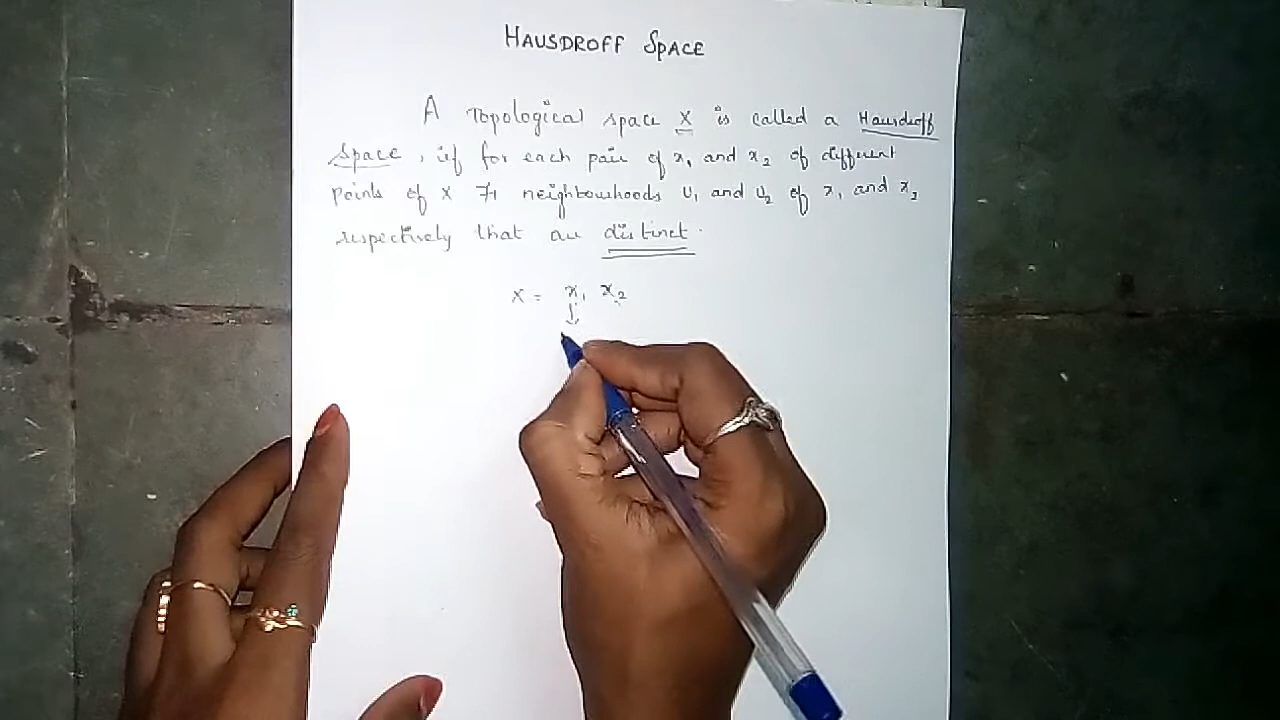 HAUSDROFF SPACE
A Topological space X is called a Hausdroff
Space, if for each pair of x₁ and x₂ of different
points of X ∃ neighbourhoods U₁ and U₂ of x₁ and x₂
respectively that are distinct.
X = x₁ x₂